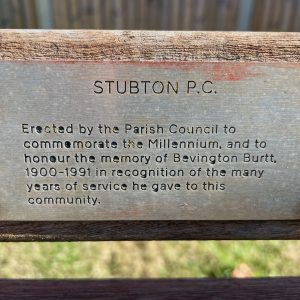 STUBTON P.C.
Erected by the Parish Council to
commemorate the Millennium, and to
honour the memory of Bevington Burtt,
1900-1991 in recognition of the many
years of service he gave to this
community.